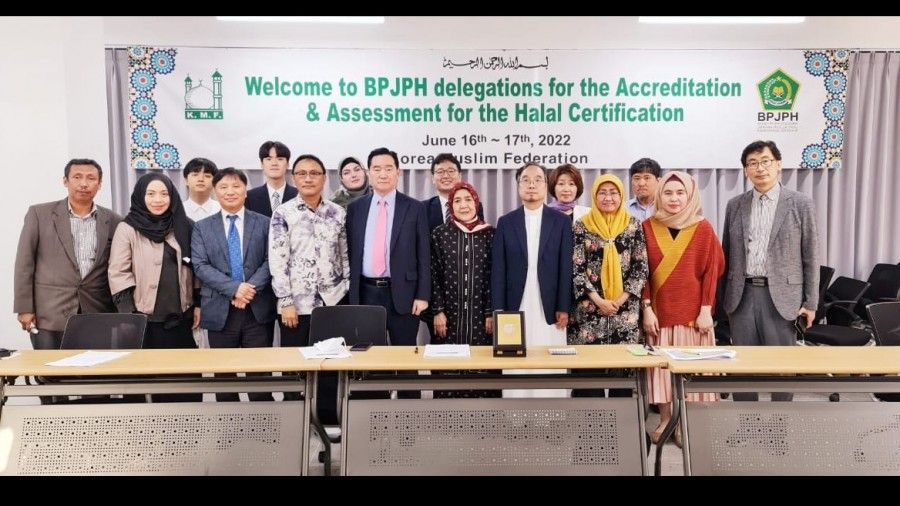 بسم الله الرحمن الرحيم
Welcome to BPJPH delegations for the Accreditation
& Assessment for the Halal Certification
June 16th ~ 17th, 2022
orea Muslim Federation
K. M. F.
BPJPH